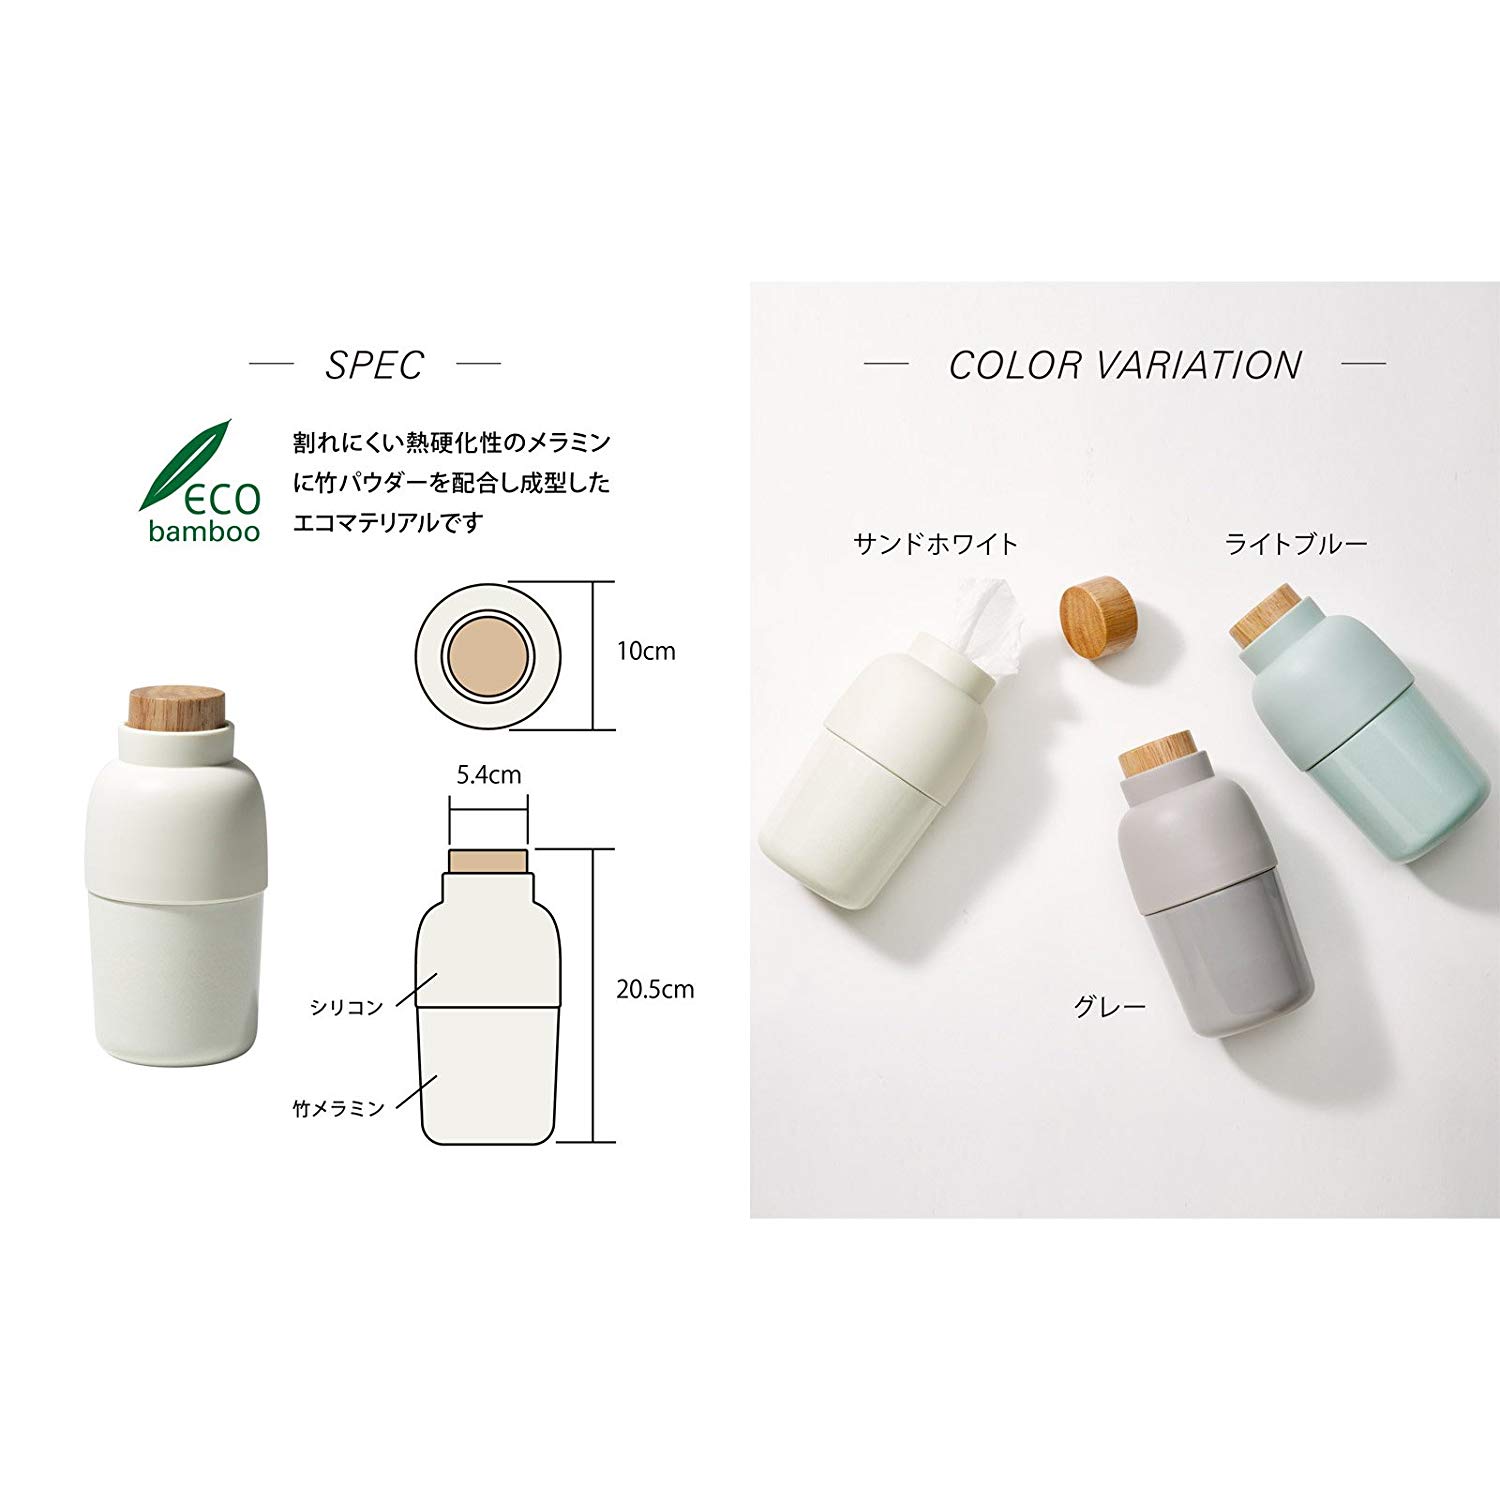 SPEC
ECO
bamboo
割れにくい熱硬化性のメラミン
に竹パウダーを配合し成型した
エコマテリアルです
10cm
5.4cm
20.5cm
シリコン
竹メラミン
COLOR VARIATION
サンドホワイト
ライトブルー
グレー